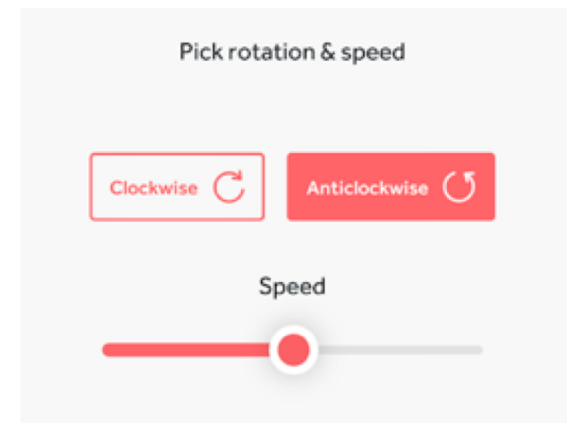 Pick rotation & speed
Clockwise
Anticlockwise
Speed